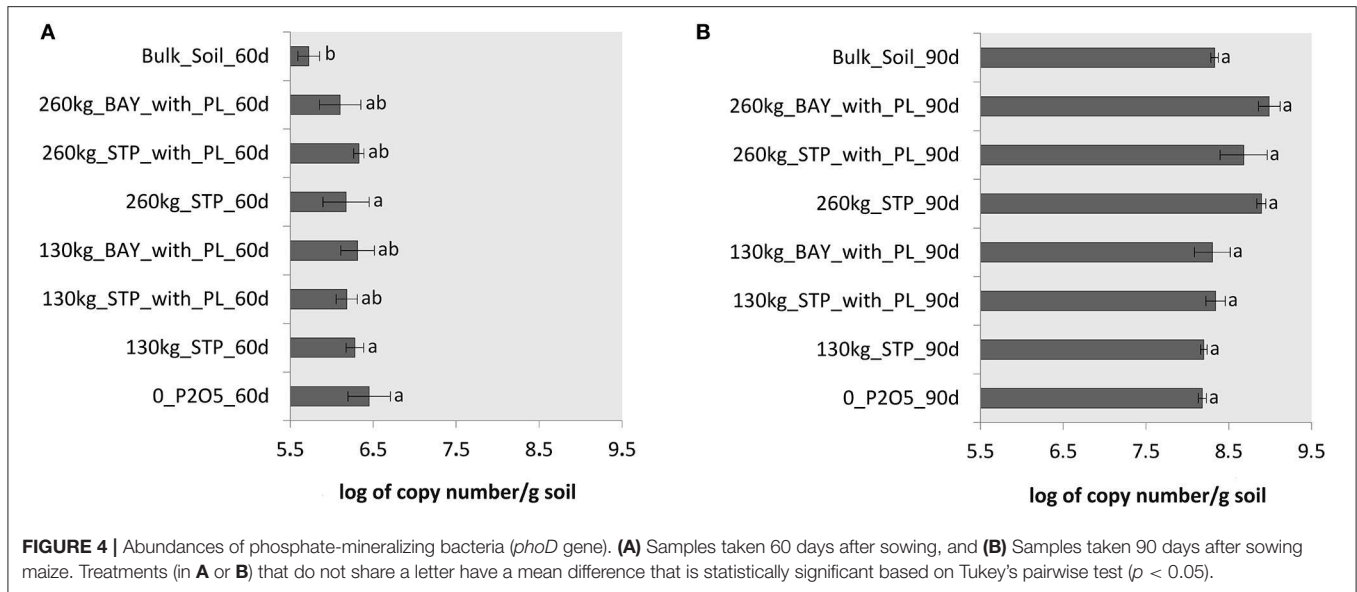 A
Bulk_Soil_60d
b
260kg_BAY_with_PL_60d
ab
260kg_STP_with_PL_60d
ab
260kg_STP_60d
a
130kg_BAY_with_PL_60d
ab
130kg_STP_with_PL_60d
ab
130kg_STP_60d
a
0_P2O5_60d
a
5.5 6.5 7.5 8.5 9.5
log of copy number/g soil
B
Bulk_Soil_90d
a
260kg_BAY_with_PL_90d
a
260kg_STP_with_PL_90d
a
260kg_STP_90d
a
130kg_BAY_with_PL_90d
a
130kg_STP_with_PL_90d
a
130kg_STP_90d
a
0_P2O5_90d
a
5.5 6.5 7.5 8.5 9.5
log of copy number/g soil
FIGURE 4 | Abundances of phosphate-mineralizing bacteria (phoD gene). (A) Samples taken 60 days after sowing, and (B) Samples taken 90 days after sowing
maize. Treatments (in A or B) that do not share a letter have a mean difference that is statistically significant based on Tukey's pairwise test (p < 0.05).